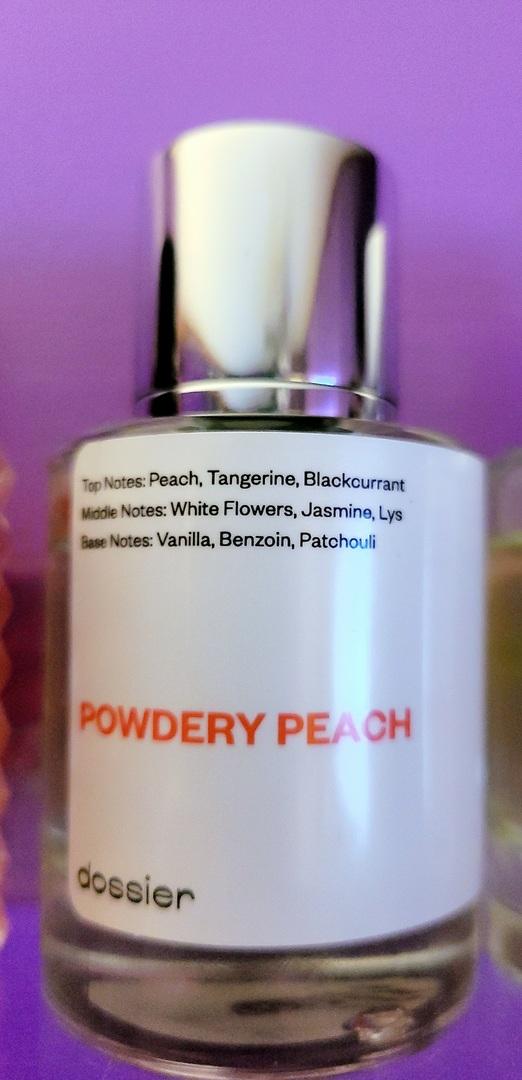 Top Notes: Peach, Tangerine, Blackcurrant
Middle Notes: White Flowers, Jasmine, Lys
Base Notes: Vanilla, Benzoin, Patchouli
POWDERY PEACH
dossier